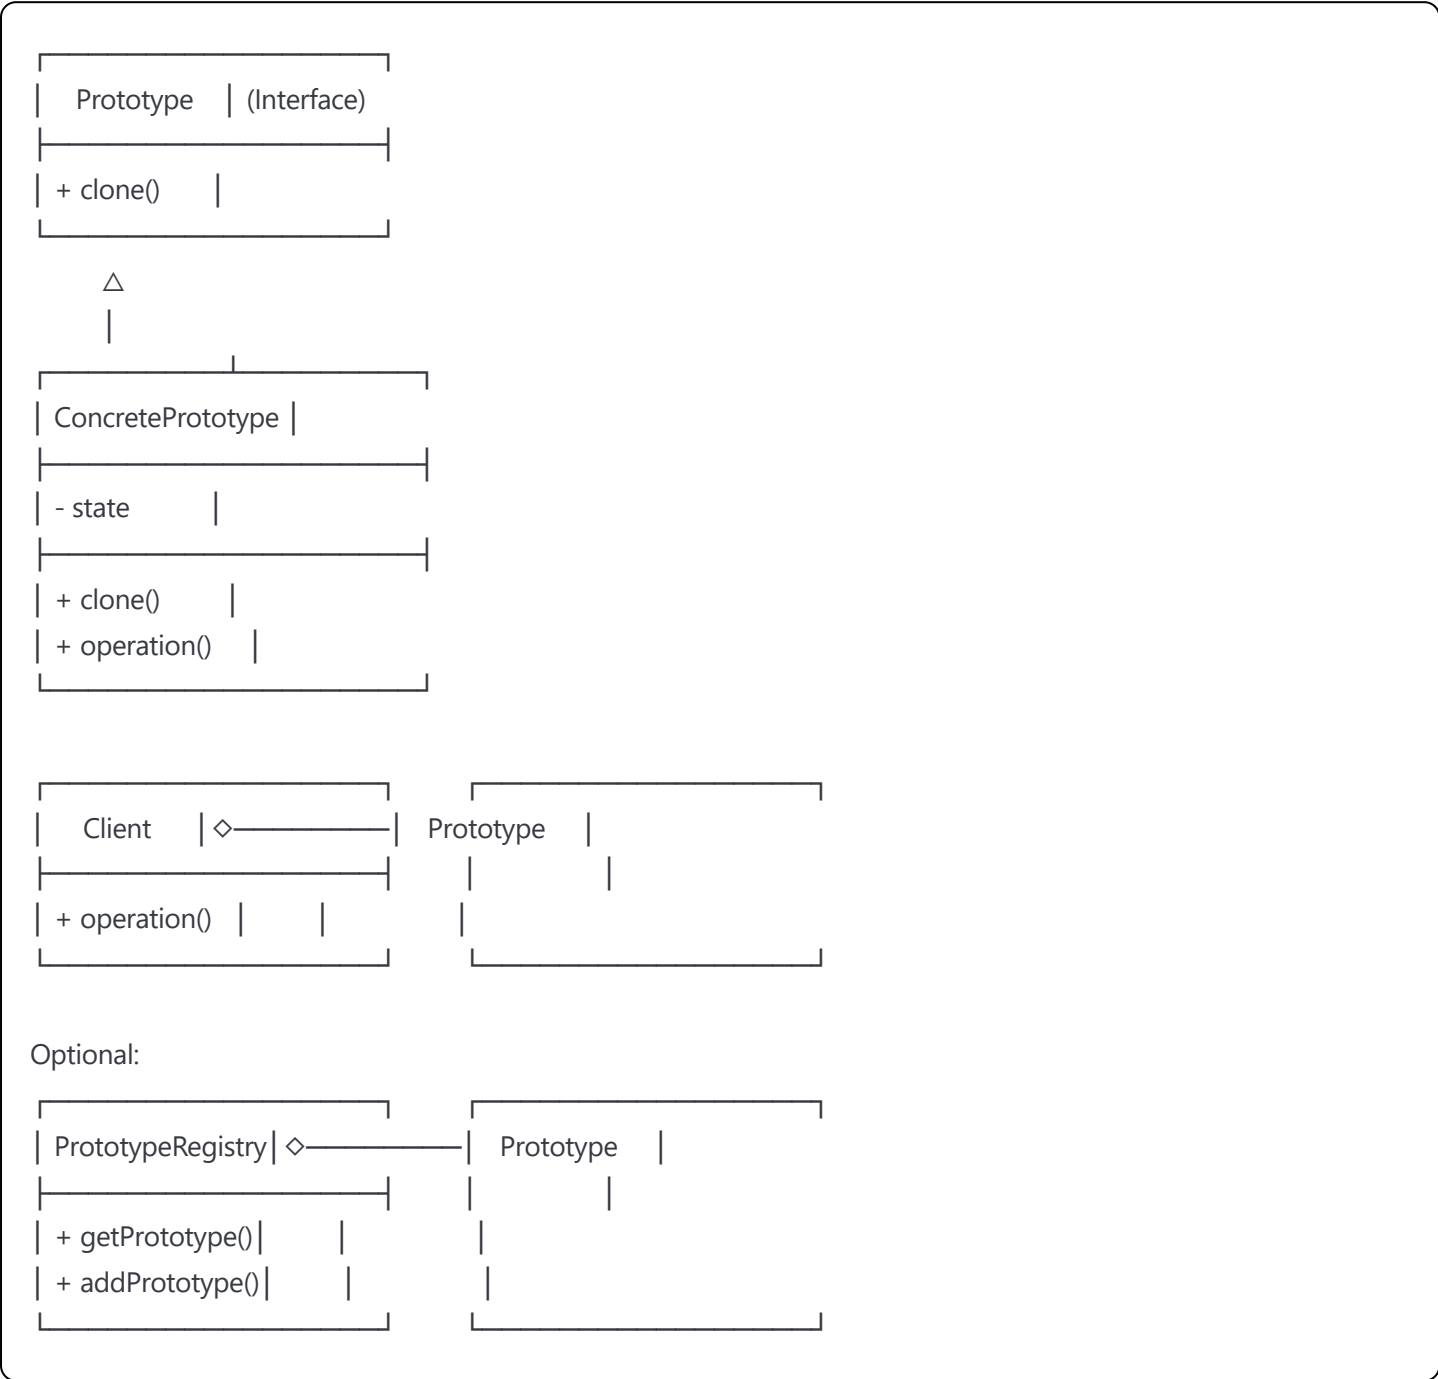 ┌──────────────────┐
│ Prototype │ (Interface)
├──────────────────┤
│ + clone() │
└──────────────────┘
△
│
┌──────────┴──────────┐
│ ConcretePrototype │
├────────────────────┤
│ - state │
├────────────────────┤
│ + clone() │
│ + operation() │
└────────────────────┘
┌──────────────────┐ ┌──────────────────┐
│ Client │◇────────│ Prototype │
├──────────────────┤ │ │
│ + operation() │ │ │
└──────────────────┘ └──────────────────┘
Optional:
┌──────────────────┐ ┌──────────────────┐
│ PrototypeRegistry│◇────────│ Prototype │
├──────────────────┤ │ │
│ + getPrototype()│ │ │
│ + addPrototype()│ │ │
└──────────────────┘ └──────────────────┘